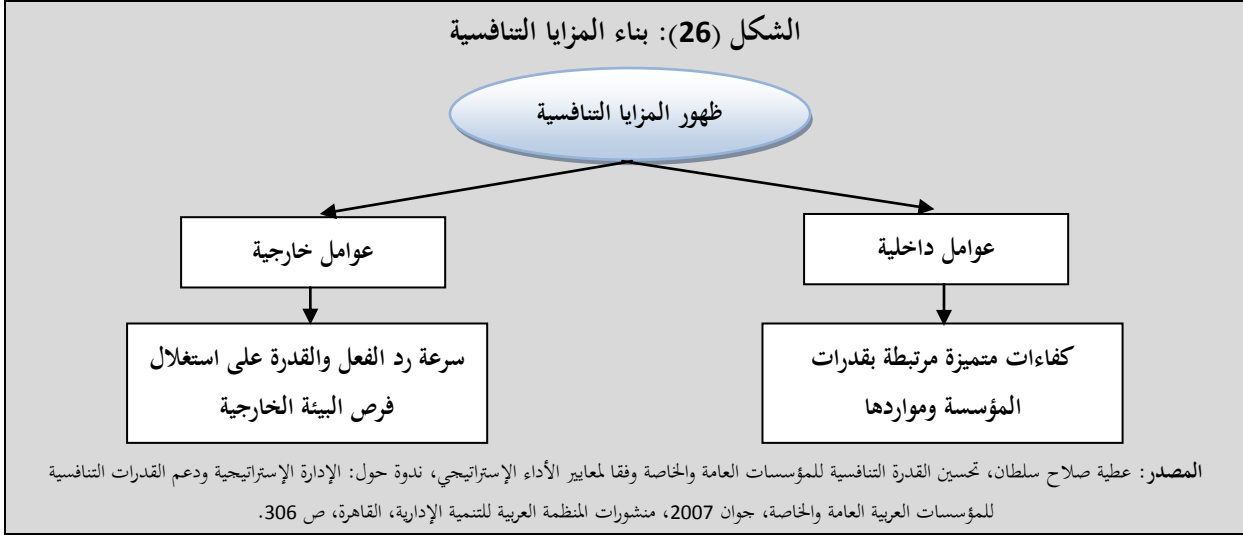 الشكل (26): بناء المزايا التنافسية
ظهور المزايا التنافسية
عوامل داخلية
عوامل خارجية
كفاءات متميزة مرتبطة بقدرات
المؤسسة ومواردها
سرعة رد الفعل والقدرة على استغلال
فرص البيئة الخارجية
المصدر: عطية صلاح سلطان، تحسين القدرة التنافسية للمؤسسات العامة والخاصة وفقا لمعايير الأداء الإستراتيجي، ندوة حول: الإدارة الإستراتيجية ودعم القدرات التنافسية
للمؤسسات العربية العامة والخاصة، جوان 2007، منشورات المنظمة العربية للتنمية الإدارية، القاهرة، ص 306.